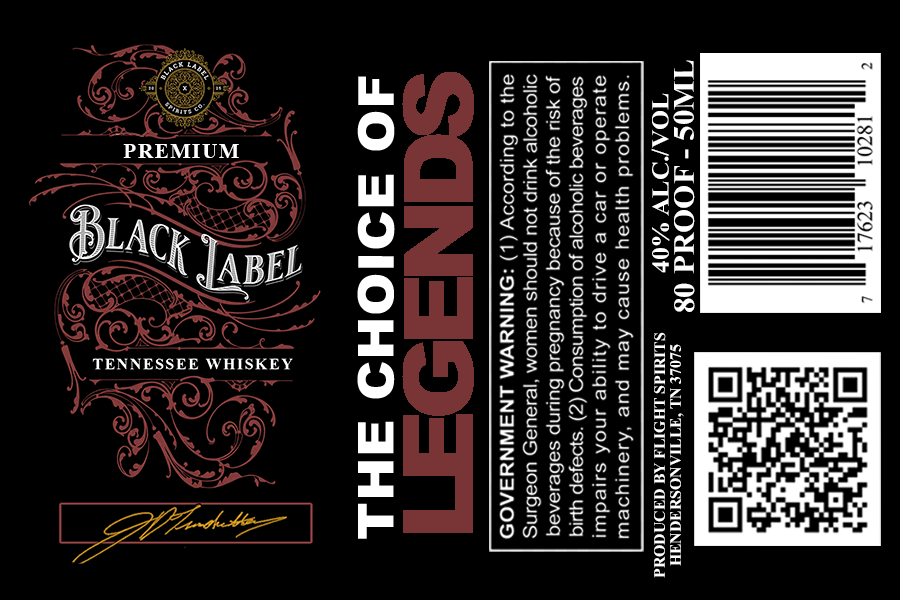 BLACK LABEL
20 X 25
SPIRITS CO.
PREMIUM
BLACK LABEL
TENNESSEE WHISKEY
THE CHOICE OF
LEGENDS
GOVERNMENT WARNING: (1) According to the
Surgeon General, women should not drink alcoholic
beverages during pregnancy because of the risk of
birth defects. (2) Consumption of alcoholic beverages
impairs your ability to drive a car or operate
machinery, and may cause health problems.
40% ALC./VOL
80 PROOF - 50ML
7 17623 10281 2
PRODUCED BY FLIGHT SPIRITS
HENDERSONVILLE, TN 37075